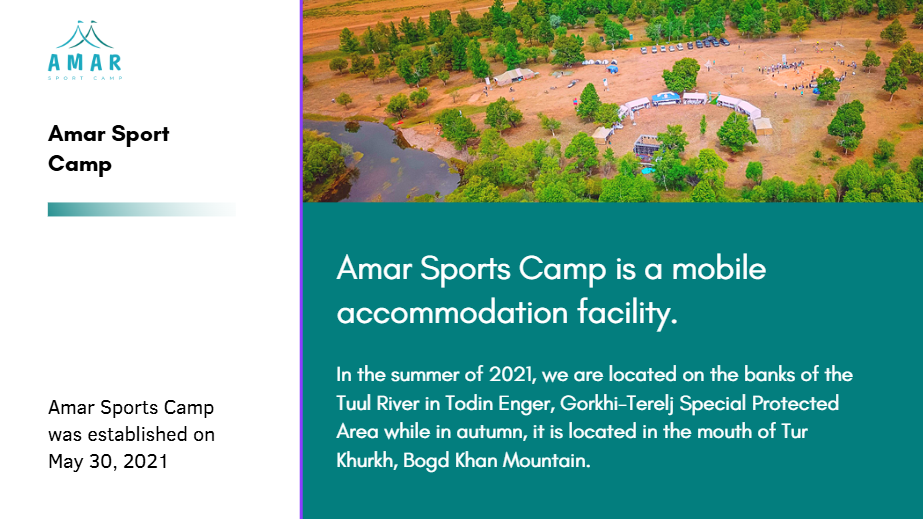 AMAR
SPORT CAMP
Amar Sport
Camp
Amar Sports Camp
was established on
May 30, 2021
Amar Sports Camp is a mobile
accommodation facility.
In the summer of 2021, we are located on the banks of the
Tuul River in Todin Enger, Gorkhi-Terelj Special Protected
Area while in autumn, it is located in the mouth of Tur
Khurkh, Bogd Khan Mountain.